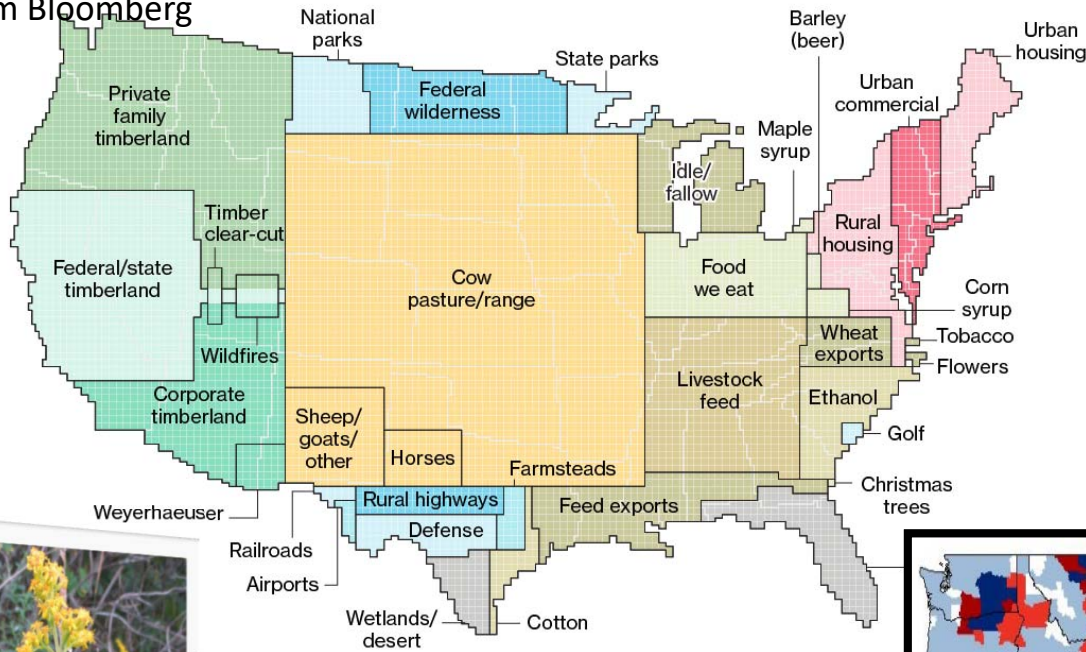 m Bloomberg
National
parks
State parks
Barley
(beer)
Urban
housing
Urban
commercial
Maple
syrup
Private
family
timberland
Federal
wilderness
Idle/
fallow
Timber
clear-cut
Rural
housing
Federal/state
timberland
Cow
pasture/range
Food
we eat
Corn
syrup
Wheat
exports
Tobacco
Flowers
Wildfires
Corporate
timberland
Livestock
feed
Ethanol
Golf
Sheep/
goats/
other
Horses
Farmsteads
Christmas
trees
Weyerhaeuser
Rural highways
Feed exports
Defense
Railroads
Airports
Wetlands/
desert
Cotton